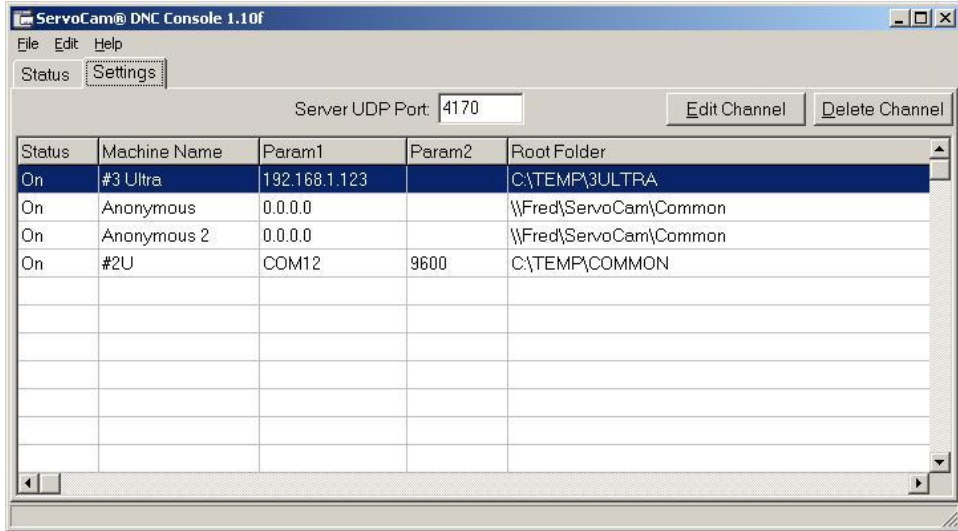 ServoCam® DNC Console 1.10f
File Edit Help
Status Settings
Server UDP Port: 4170 Edit Channel Delete Channel
Status Machine Name Param1 Param2 Root Folder
On #3 Ultra 192.168.1.123 C:\TEMP\3ULTRA
On Anonymous 0.0.0.0 \\Fred\ServoCam\Common
On Anonymous 2 0.0.0.0 \\Fred\ServoCam\Common
On #2U COM12 9600 C:\TEMP\COMMON